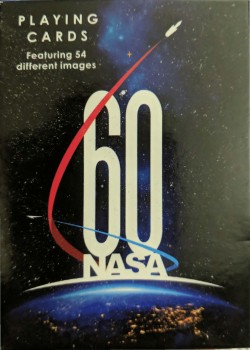 PLAYING
CARDS
Featuring 54
different images
60
NASA